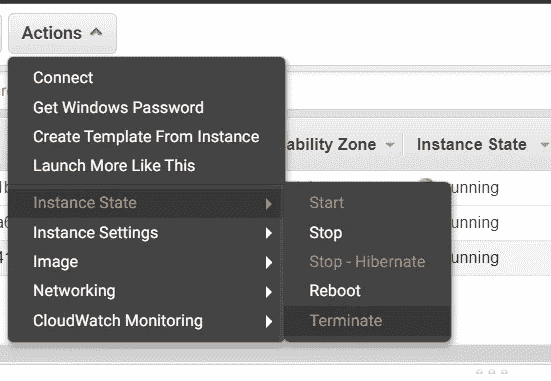 Actions
Connect
Get Windows Password
Create Template From Instance
Launch More Like This
ability Zone
Instance State
Instance State
Start
unning
Instance Settings
Stop
unning
Image
Stop - Hibernate
unning
Networking
Reboot
CloudWatch Monitoring
Terminate